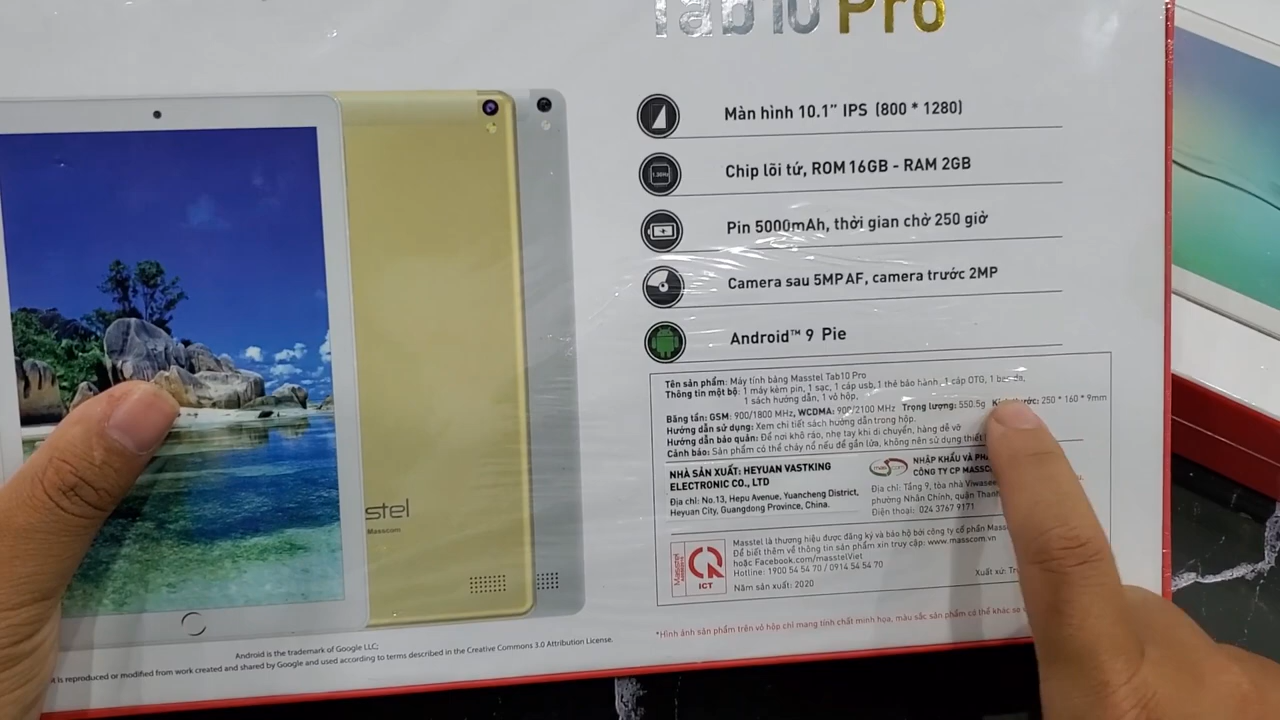 Tab10 Pro
Màn hình 10.1” IPS (800 * 1280)
Chip lõi tứ, ROM 16GB - RAM 2GB
Pin 5000mAh, thời gian chờ 250 giờ
Camera sau 5MP AF, camera trước 2MP
Android™ 9 Pie
Tên sản phẩm: Máy tính bảng Masstel Tab10 Pro
Thông tin một bộ: 1 máy kèm pin, 1 sạc, 1 cáp usb, 1 thẻ bảo hành, 1 cáp OTG, 1 bao da,
1 sách hướng dẫn, 1 vỏ hộp,
Băng tần: GSM: 900/1800 MHz, WCDMA: 900/2100 MHz Trọng lượng: 550.5g Kích thước: 250 * 160 * 9mm
Hướng dẫn sử dụng: Xem chi tiết sách hướng dẫn trong hộp.
Hướng dẫn bảo quản: Để nơi khô ráo, nhẹ tay khi di chuyển, hàng dễ vỡ
Cảnh báo: Sản phẩm có thể cháy nổ nếu để gần lửa, không nên sử dụng thiết
NHÀ SẢN XUẤT: HEYUAN VASTKING
ELECTRONIC CO., LTD
Địa chỉ: No.13, Hepu Avenue, Yuancheng District,
Heyuan City, Guangdong Province, China.
mascom
NHẬP KHẨU VÀ
CÔNG TY CP
Địa chỉ: Tầng 9, tòa nhà
phường Nhân Chính, quận
Điện thoại: 024 3767 9171
Masstel
ICT
Masstel là thương hiệu được đăng ký và bảo hộ bởi công ty cổ phần
Để biết thêm về thông tin sản phẩm xin truy cập: www.masscom.vn
hoặc Facebook.com/masstelViet
Hotline: 1900 54 54 70 / 0914 54 54 70
Năm sản xuất: 2020
Xuất xứ:
*Hình ảnh sản phẩm trên vỏ hộp chỉ mang tính chất minh họa, màu sắc sản phẩm có thể khác so
stel
Masscom
Android is the trademark of Google LLC;
is reproduced or modified from work created and shared by Google and used according to terms described in the Creative Commons 3.0 Attribution License.